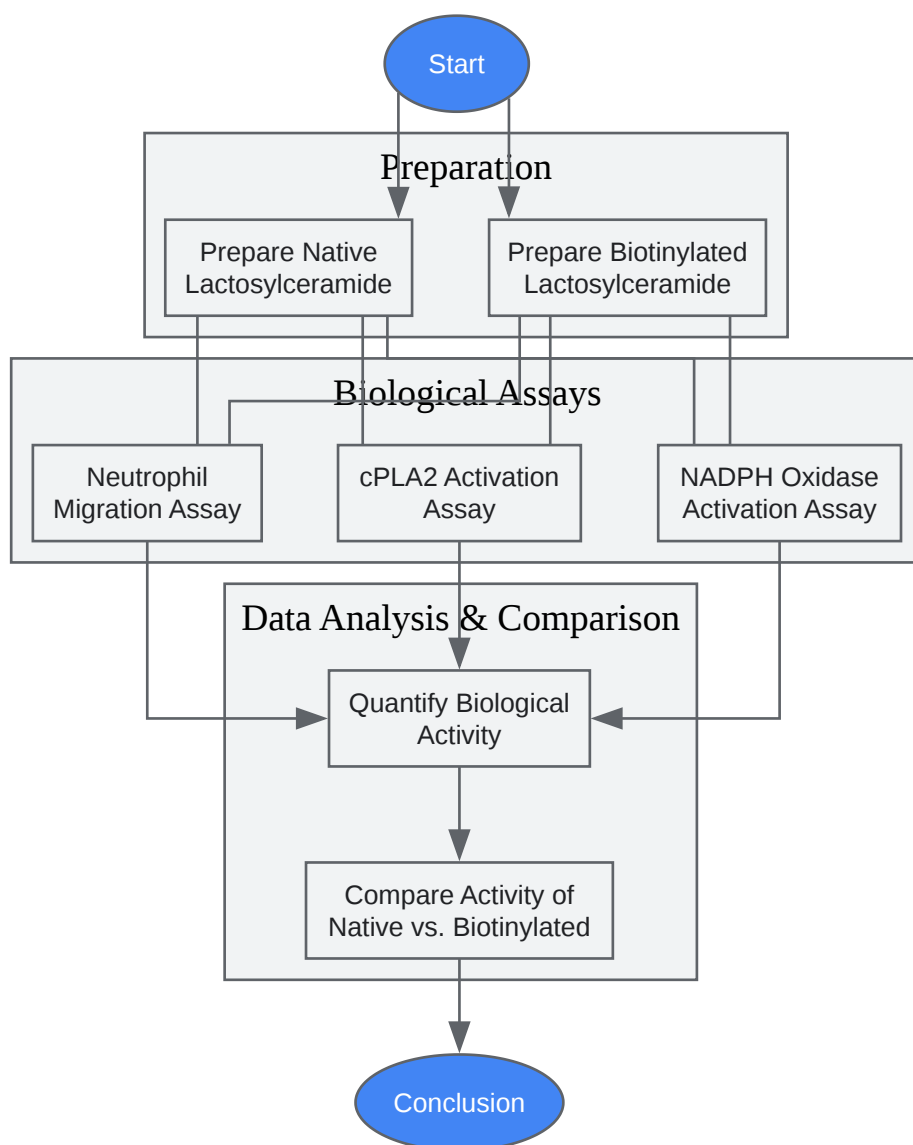 Start
Preparation
Prepare Native
Lactosylceramide
Prepare Biotinylated
Lactosylceramide
Biological Assays
Neutrophil
Migration Assay
cPLA2 Activation
Assay
NADPH Oxidase
Activation Assay
Data Analysis & Comparison
Quantify Biological
Activity
Compare Activity of
Native vs. Biotinylated
Conclusion